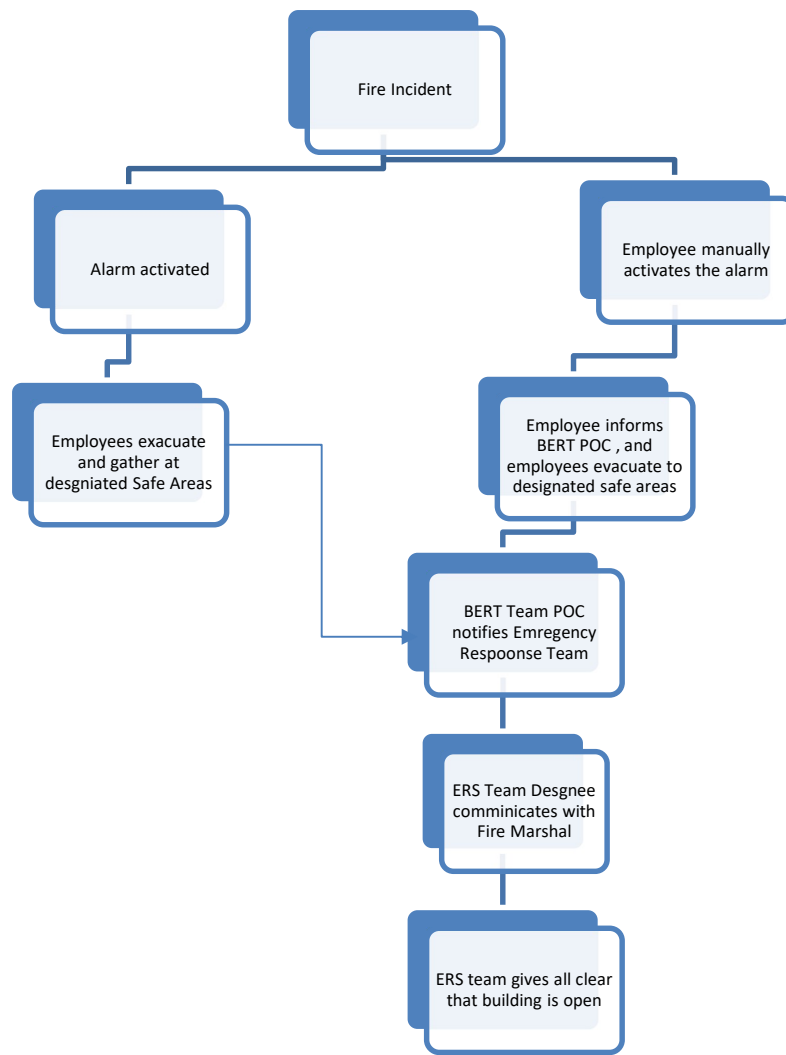 Fire Incident
Alarm activated
Employee manually
activates the alarm
Employees exacuate
and gather at
desgniated Safe Areas
Employee informs
BERT POC , and
employees evacuate to
designated safe areas
BERT Team POC
notifies Emregency
Respoonse Team
ERS Team Desgnee
comminicates with
Fire Marshal
ERS team gives all clear
that building is open